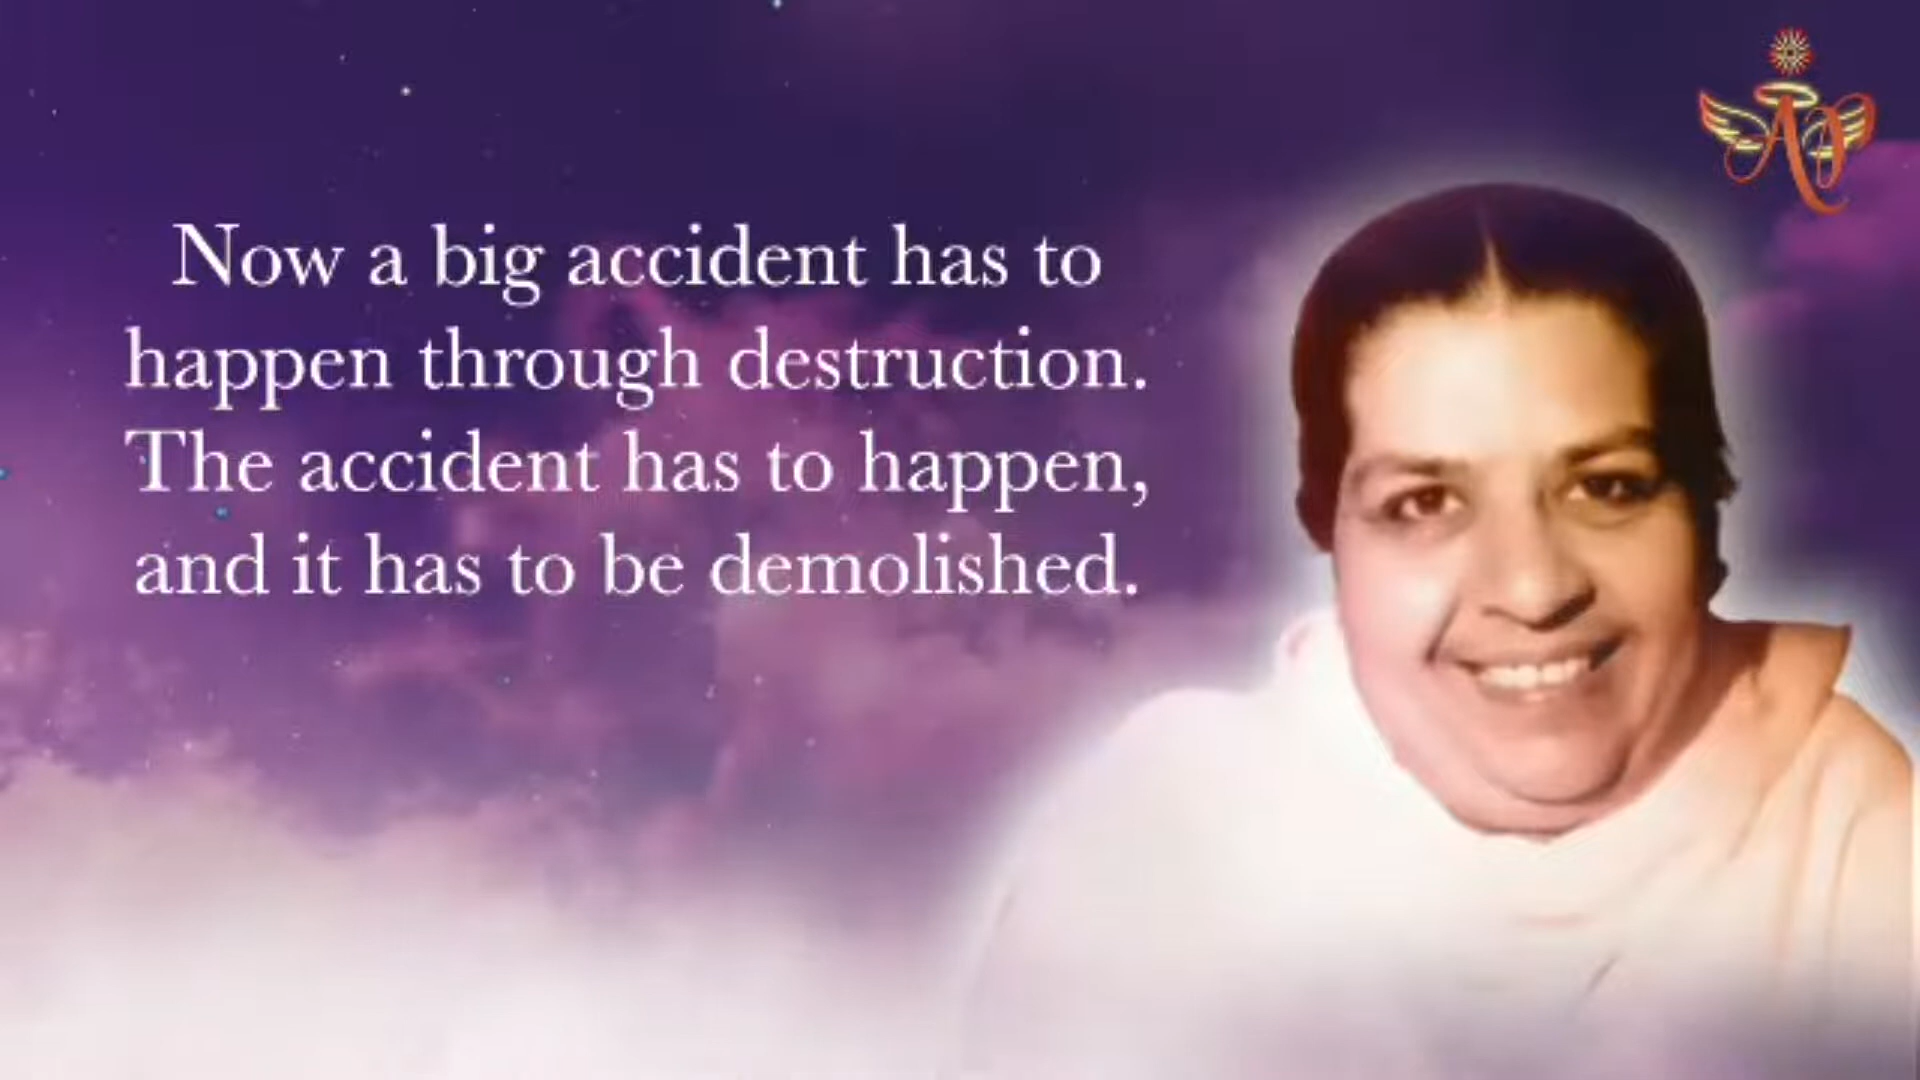 Now a big accident has to
happen through destruction.
The accident has to happen,
and it has to be demolished.